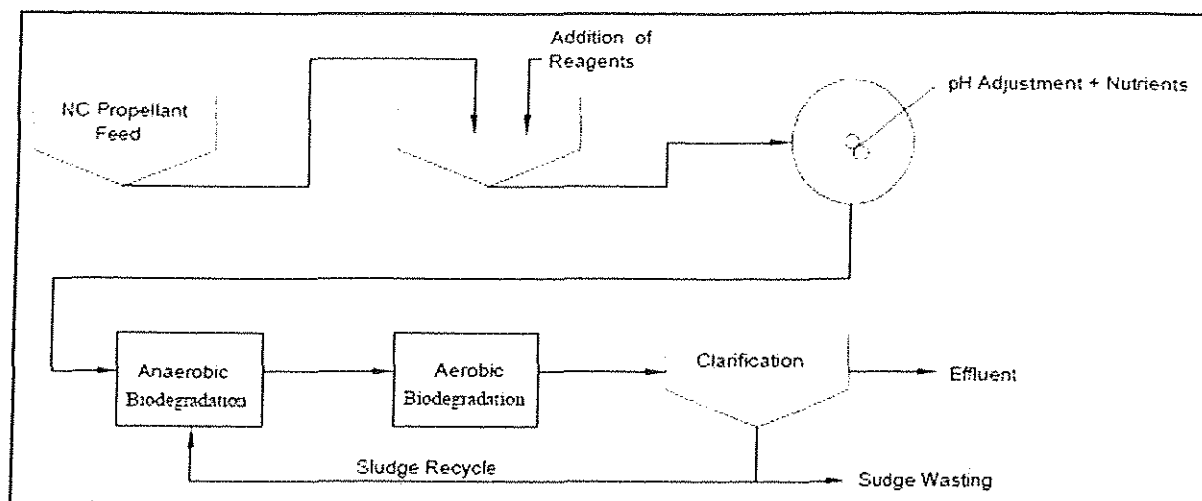 Addition of
Reagents
NC Propellant
Feed
pH Adjustment + Nutrients
Anaerobic
Biodegradation
Aerobic
Biodegradation
Clarification
Effluent
Sludge Recycle
Sudge Wasting